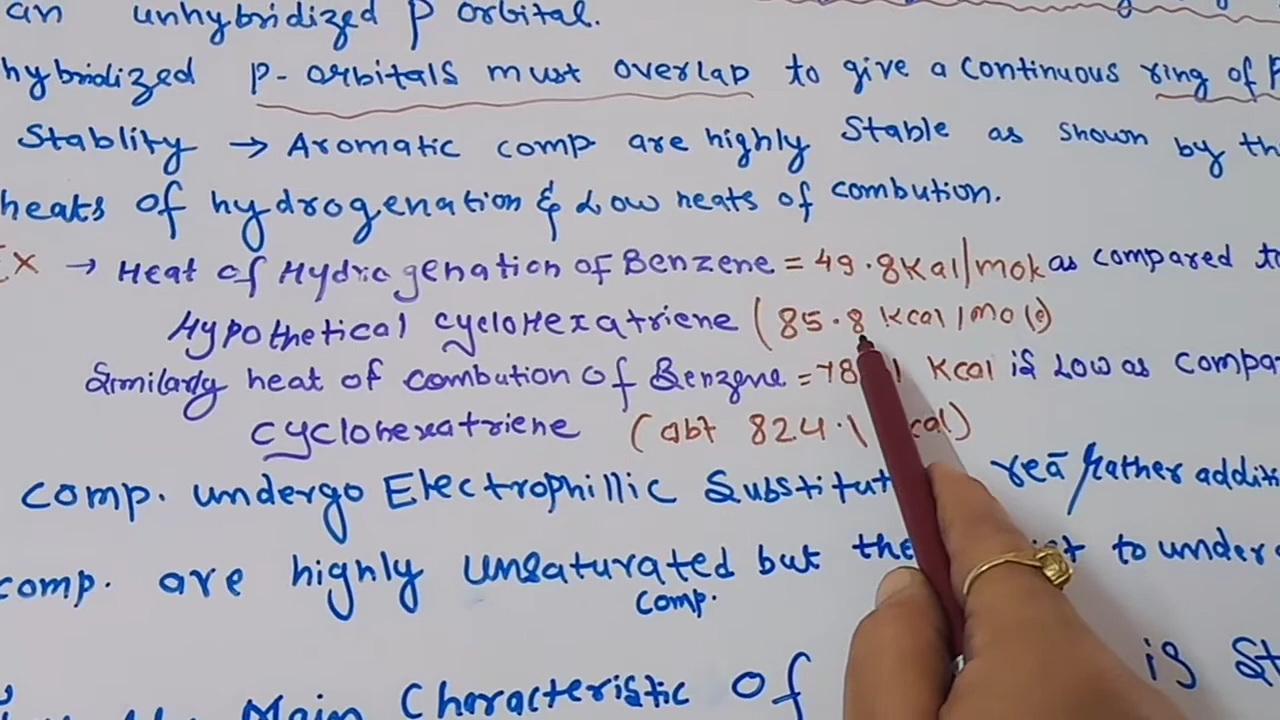 an unhybridized p orbital.
hybridized p-orbitals must overlap to give a continuous ring of P
Stablity → Aromatic comp are highly Stable as shown by th
heats of hydrogenation & Low heats of combution.
Ex → Heat of Hydrogenation of Benzene = 49.8Kal/mok as compared to
Hypothetical cyclohexatriene (85.8 kcal/mole)
Similarly heat of combution of Benzene = 78 1 Kcal is Low as compa
cyclohexatriene (abt 824.1 cal)
comp. undergo Electrophillic Substitut reā/rather additi
comp. are highly unsaturated but the to under
comp.
Main Characteristic of is St